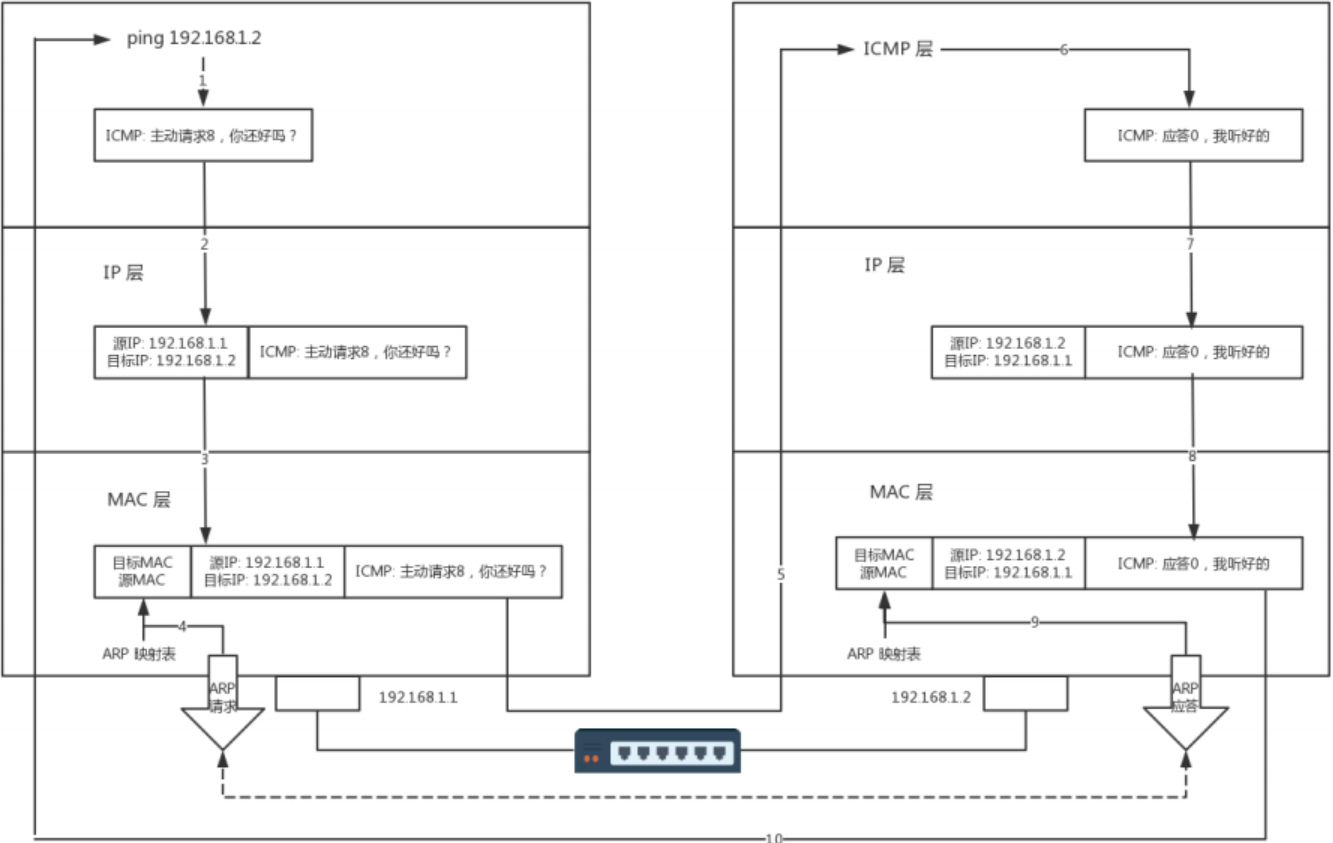 ping 192.168.1.2
1
ICMP: 主动请求8，你还好吗？
2
IP 层
源IP: 192.168.1.1
目标IP: 192.168.1.2
ICMP: 主动请求8，你还好吗？
3
MAC 层
目标MAC
源MAC
源IP: 192.168.1.1
目标IP: 192.168.1.2
ICMP: 主动请求8，你还好吗？
4
ARP 映射表
ARP
请求
192.168.1.1
5
ICMP 层
6
ICMP: 应答0，我听好的
7
IP 层
源IP: 192.168.1.2
目标IP: 192.168.1.1
ICMP: 应答0，我听好的
8
MAC 层
目标MAC
源MAC
源IP: 192.168.1.2
目标IP: 192.168.1.1
ICMP: 应答0，我听好的
9
ARP 映射表
ARP
应答
192.168.1.2
10